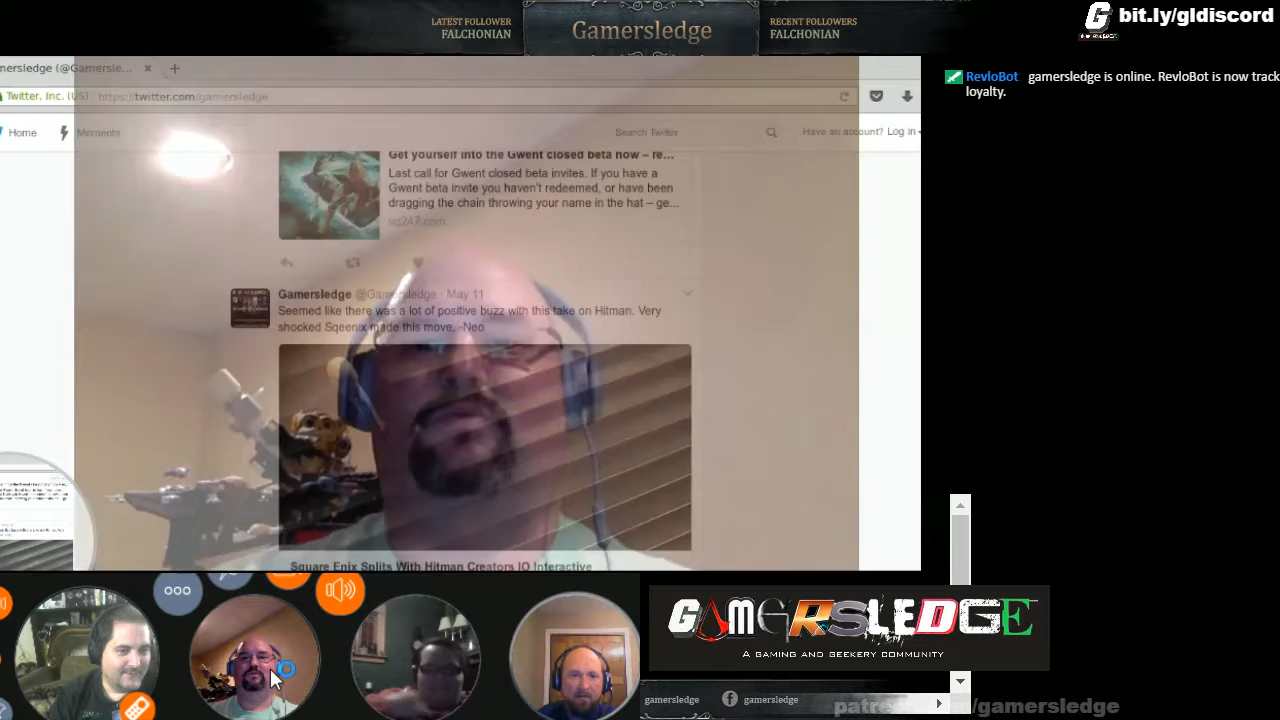 LATEST FOLLOWER
FALCHONIAN
Gamersledge
RECENT FOLLOWERS
FALCHONIAN
bit.ly/gldiscord
mersledge (@Gamersle...
Twitter, Inc. (US)
https://twitter.com/gamersledge
RevloBot gamersledge is online. RevloBot is now track
loyalty.
Home
Moments
Search Twitter
Have an account? Log in
Get yourself into the Gwent closed beta now – re...
Last call for Gwent closed beta invites. If you have a
Gwent beta invite you haven't redeemed, or have been
dragging the chain throwing your name in the hat – ge...
vg247.com
Gamersledge @Gamersledge · May 11
Seemed like there was a lot of positive buzz with this take on Hitman. Very
shocked Sqeenix made this move. -Neo
Square Enix Splits With Hitman Creators IO Interactive
GAMERSLEDGE
A GAMING AND GEEKERY COMMUNITY
gamersledge
gamersledge
/gamersledge